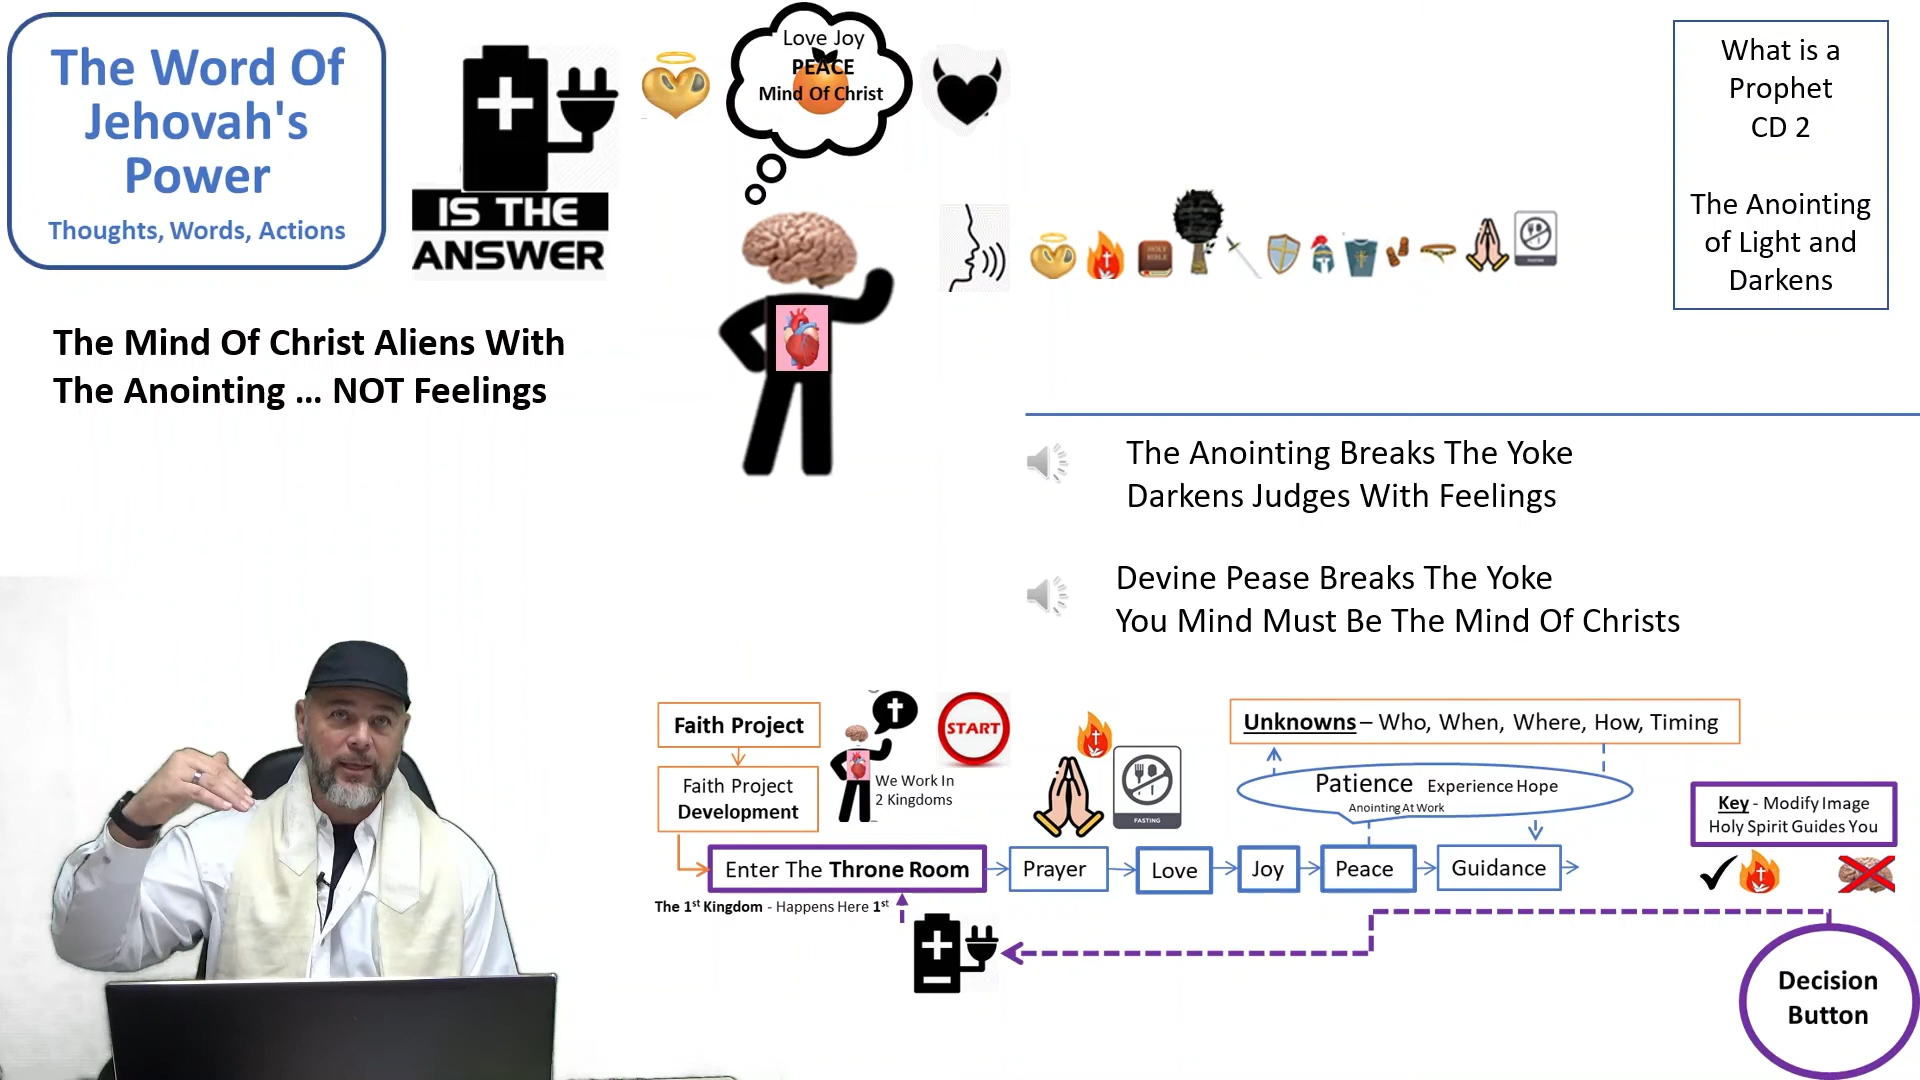 The Word Of
Jehovah's
Power
Thoughts, Words, Actions
IS THE
ANSWER
Love Joy
PEACE
Mind Of Christ
HOLY
BIBLE
FASTING
What is a
Prophet
CD 2
The Anointing
of Light and
Darkens
The Mind Of Christ Aliens With
The Anointing ... NOT Feelings
The Anointing Breaks The Yoke
Darkens Judges With Feelings
Devine Pease Breaks The Yoke
You Mind Must Be The Mind Of Christs
Faith Project
Faith Project
Development
We Work In
2 Kingdoms
START
FASTING
Unknowns – Who, When, Where, How, Timing
Patience Experience Hope
Anointing At Work
Key - Modify Image
Holy Spirit Guides You
Enter The Throne Room
Prayer
Love
Joy
Peace
Guidance
The 1st Kingdom - Happens Here 1st
Decision
Button